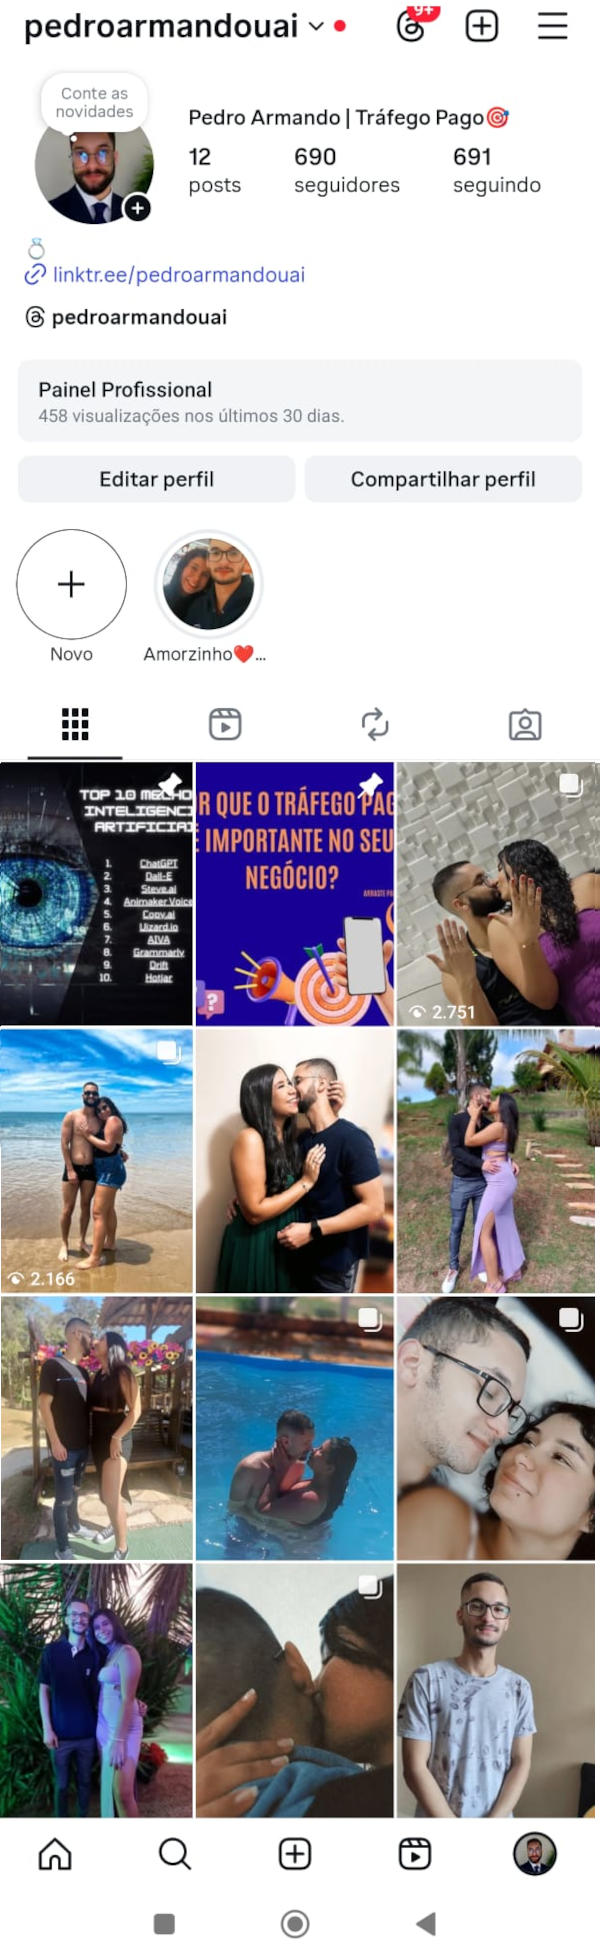 pedroarmandouai
9+
Conte as
novidades
Pedro Armando | Tráfego Pago🎯
12
posts
690
seguidores
691
seguindo
💍
linktr.ee/pedroarmandouai
pedroarmandouai
Painel Profissional
458 visualizações nos últimos 30 dias.
Editar perfil
Compartilhar perfil
Novo
Amorzinho❤️...
TOP 10 MELHO
INTELIGENCI
ARTIFICIAI
1. ChatGPT
2. Dall-E
3. Steve.ai
4. Animaker Voice
5. Copy.ai
6. Uizard.io
7. AIVA
8. Grammarly
9. Drift
10. Hotjar
R QUE O TRÁFEGO PAG
É IMPORTANTE NO SEU
NEGÓCIO?
ARRASTE PA
2.751
2.166